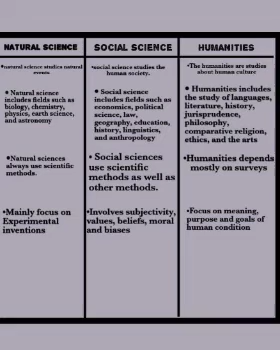 NATURAL SCIENCE
SOCIAL SCIENCE
HUMANITIES
•natural science studies natural
events
•social science studies the
human society.
•The humanities are studies
about human culture
• Natural science
includes fields such as
biology, chemistry,
physics, earth science,
and astronomy
• Social science
includes fields such as
economics, political
science, law,
geography, education,
history, linguistics,
and anthropology
• Humanities includes
the study of languages,
literature, history,
jurisprudence,
philosophy,
comparative religion,
ethics, and the arts
•Natural sciences
always use scientific
methods.
• Social sciences
use scientific
methods as well as
other methods.
•Humanities depends
mostly on surveys
•Mainly focus on
Experimental
inventions
•Involves subjectivity,
values, beliefs, moral
and biases
•Focus on meaning,
purpose and goals of
human condition